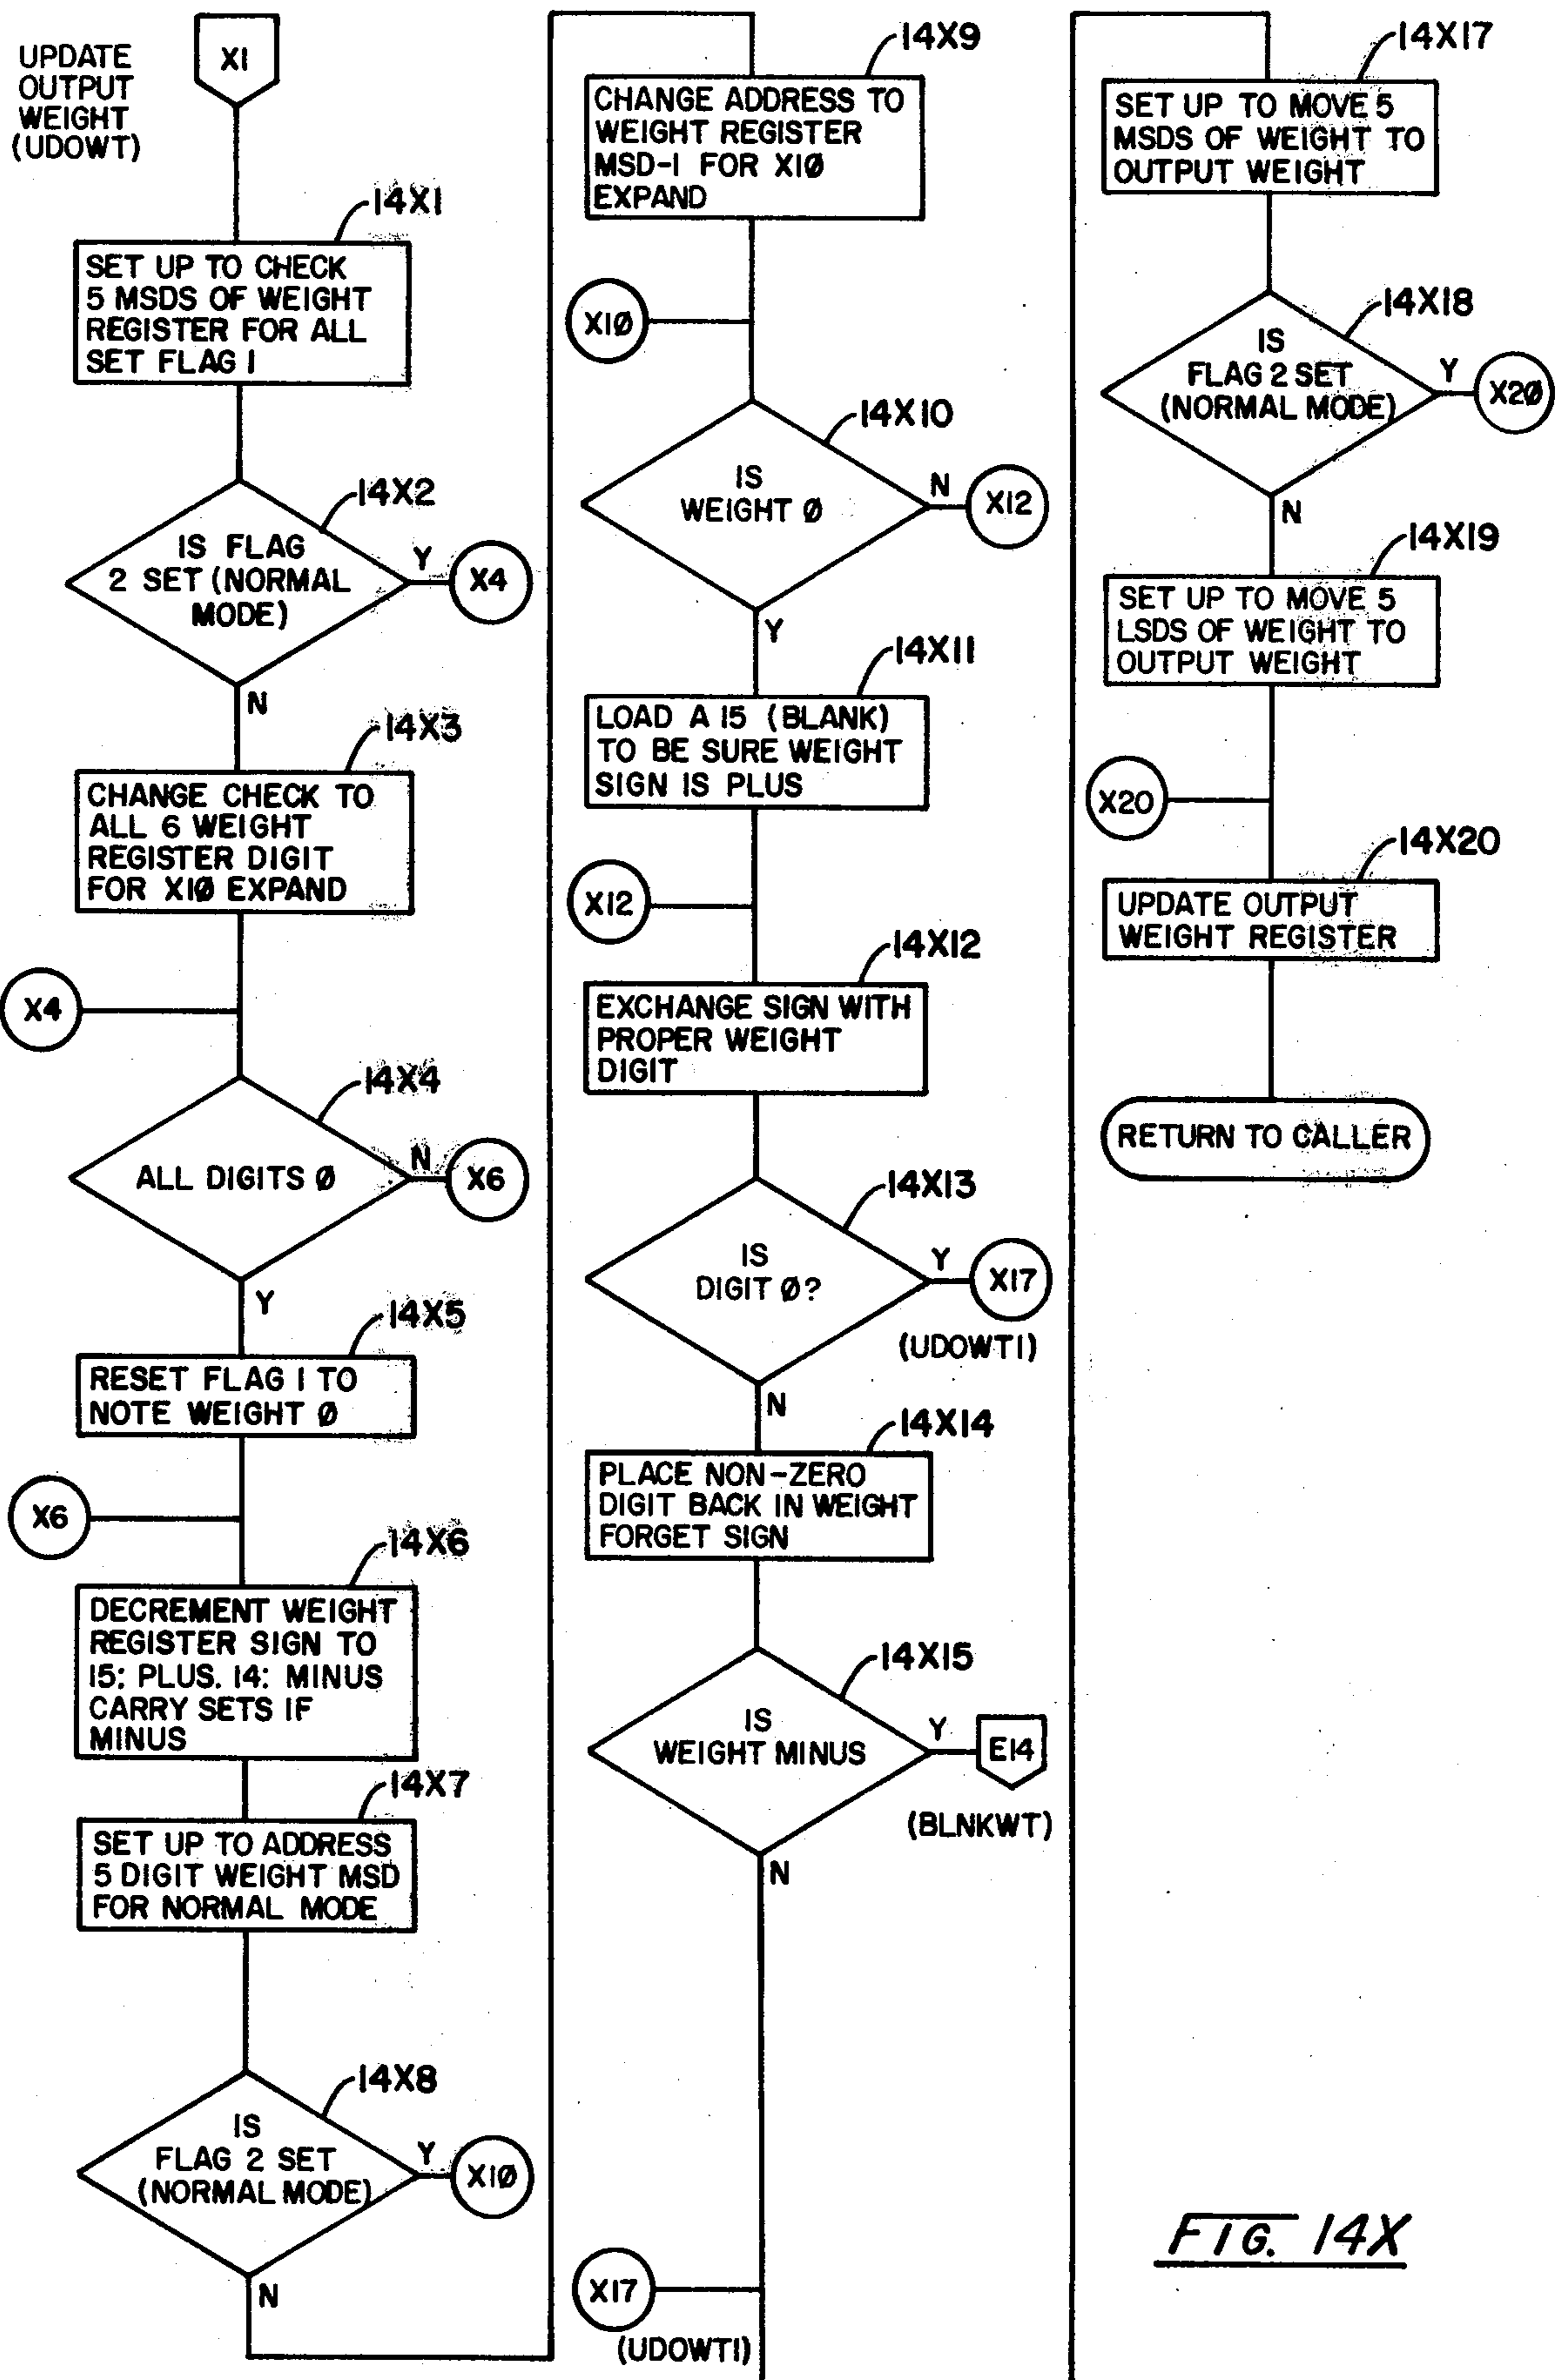 UPDATE
OUTPUT
WEIGHT
(UDOWT)
X1
14X1
SET UP TO CHECK
5 MSDS OF WEIGHT
REGISTER FOR ALL
SET FLAG 1
14X2
IS FLAG
2 SET (NORMAL
MODE)
Y
X4
N
14X3
CHANGE CHECK TO
ALL 6 WEIGHT
REGISTER DIGIT
FOR X1Ø EXPAND
X4
14X4
ALL DIGITS Ø
N
X6
Y
14X5
RESET FLAG 1 TO
NOTE WEIGHT Ø
X6
14X6
DECREMENT WEIGHT
REGISTER SIGN TO
15: PLUS. 14: MINUS
CARRY SETS IF
MINUS
14X7
SET UP TO ADDRESS
5 DIGIT WEIGHT MSD
FOR NORMAL MODE
14X8
IS
FLAG 2 SET
(NORMAL MODE)
Y
X1Ø
N
14X9
CHANGE ADDRESS TO
WEIGHT REGISTER
MSD-1 FOR X1Ø
EXPAND
X1Ø
14X10
IS
WEIGHT Ø
N
X12
Y
14X11
LOAD A 15 (BLANK)
TO BE SURE WEIGHT
SIGN IS PLUS
X12
14X12
EXCHANGE SIGN WITH
PROPER WEIGHT
DIGIT
14X13
IS
DIGIT Ø?
Y
X17
(UDOWT1)
N
14X14
PLACE NON-ZERO
DIGIT BACK IN WEIGHT
FORGET SIGN
14X15
IS
WEIGHT MINUS
Y
E14
(BLNKWT)
N
X17
(UDOWT1)
14X17
SET UP TO MOVE 5
MSDS OF WEIGHT TO
OUTPUT WEIGHT
14X18
IS
FLAG 2 SET
(NORMAL MODE)
Y
X2Ø
N
14X19
SET UP TO MOVE 5
LSDS OF WEIGHT TO
OUTPUT WEIGHT
X20
14X20
UPDATE OUTPUT
WEIGHT REGISTER
RETURN TO CALLER
FIG. 14X